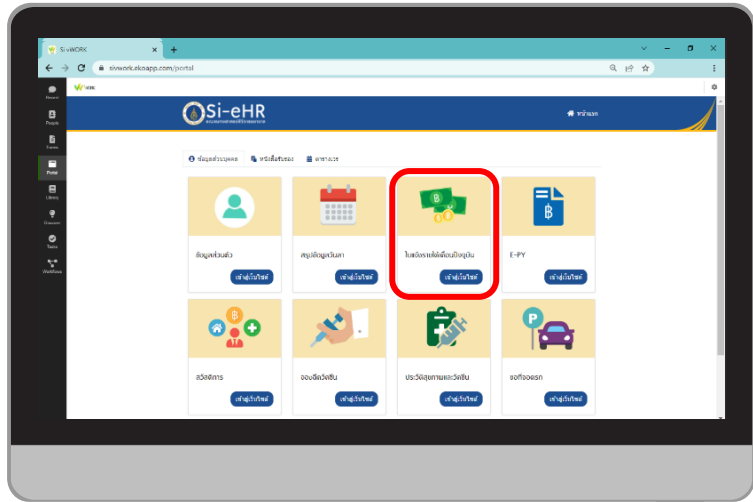 Si vWORK
sivwork.ekoapp.com/portal
Si-eHR
หน้าแรก
ข้อมูลส่วนบุคคล หนังสือรับรอง ตารางเวร
ข้อมูลส่วนตัว สรุปข้อมูลวันลา ใบแจ้งรายได้เดือนปัจจุบัน E-PY
เข้าสู่เว็บไซต์ เข้าสู่เว็บไซต์ เข้าสู่เว็บไซต์ เข้าสู่เว็บไซต์
สวัสดิการ จองฉีดวัคซีน ประวัติสุขภาพและวัคซีน ขอที่จอดรถ
เข้าสู่เว็บไซต์ เข้าสู่เว็บไซต์ เข้าสู่เว็บไซต์ เข้าสู่เว็บไซต์
People
Portal
Library
Tasks
Workflows